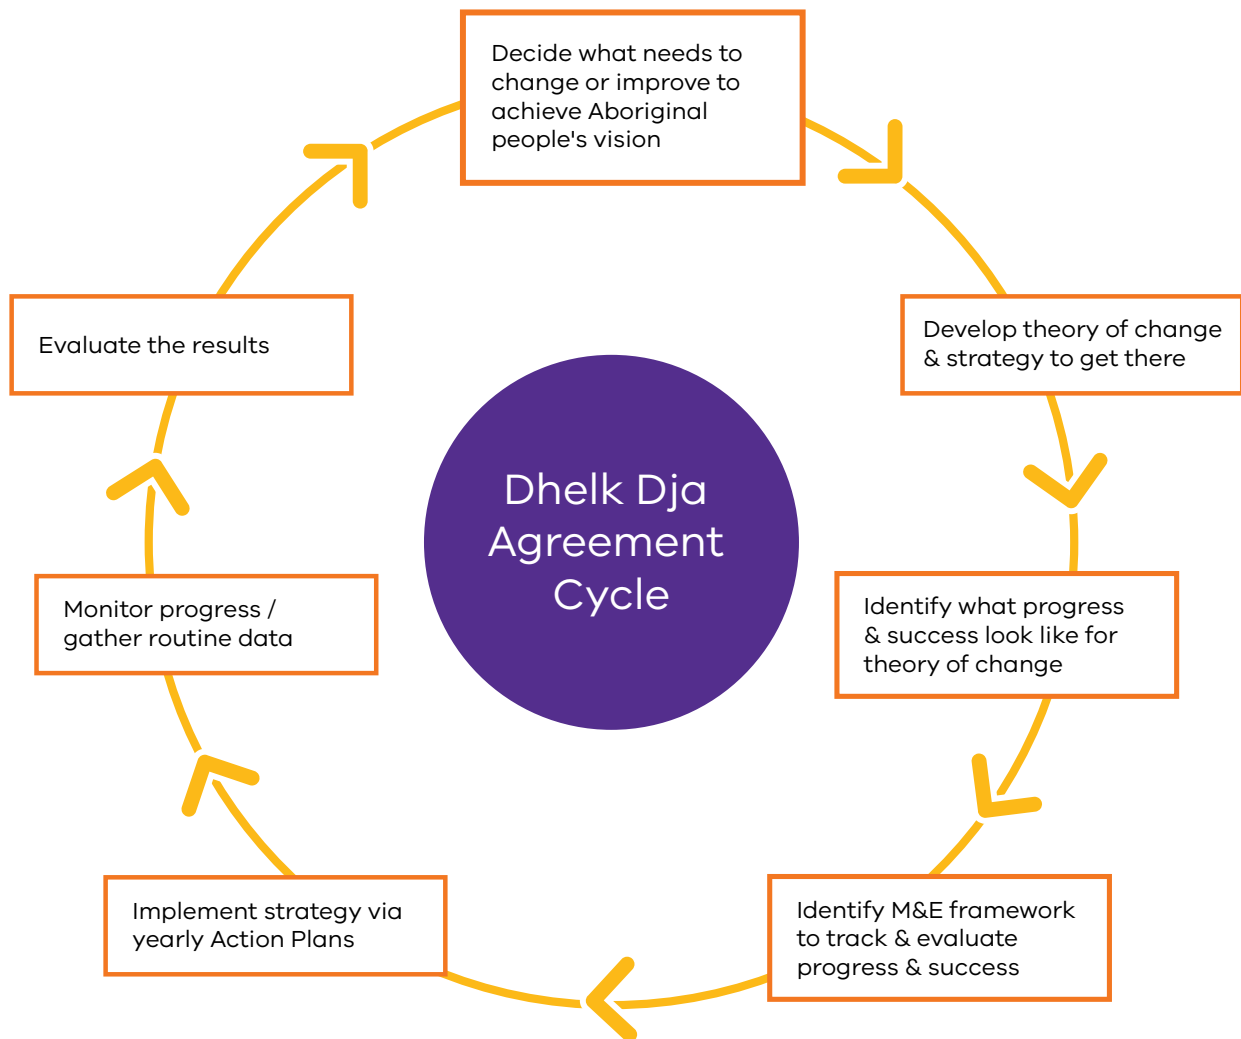 Decide what needs to
change or improve to
achieve Aboriginal
people's vision
Develop theory of change
& strategy to get there
Identify what progress
& success look like for
theory of change
Identify M&E framework
to track & evaluate
progress & success
Implement strategy via
yearly Action Plans
Monitor progress /
gather routine data
Evaluate the results
Dhelk Dja
Agreement
Cycle